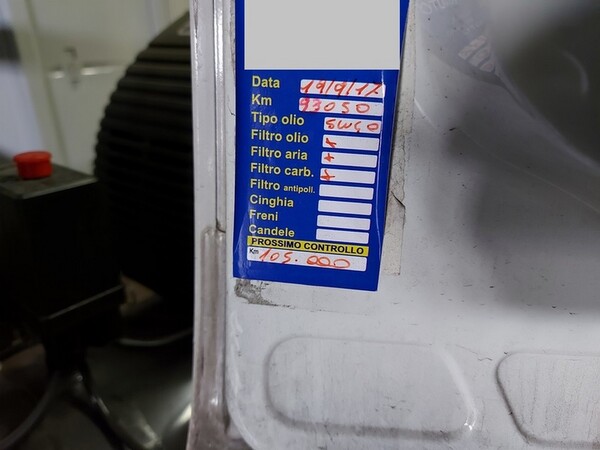 Data 19/9/17
Km 93050
Tipo olio 5W40
Filtro olio x
Filtro aria x
Filtro carb. x
Filtro antipoll.
Cinghia
Freni
Candele
PROSSIMO CONTROLLO
Km 105.000